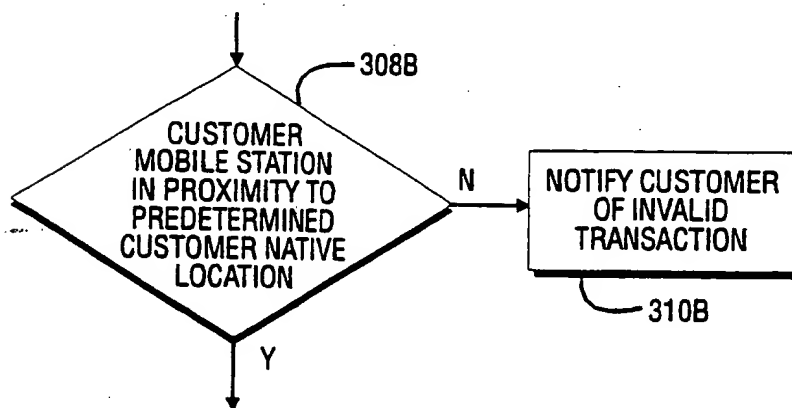 308B
CUSTOMER
MOBILE STATION
IN PROXIMITY TO
PREDETERMINED
CUSTOMER NATIVE
LOCATION
N
NOTIFY CUSTOMER
OF INVALID
TRANSACTION
310B
Y